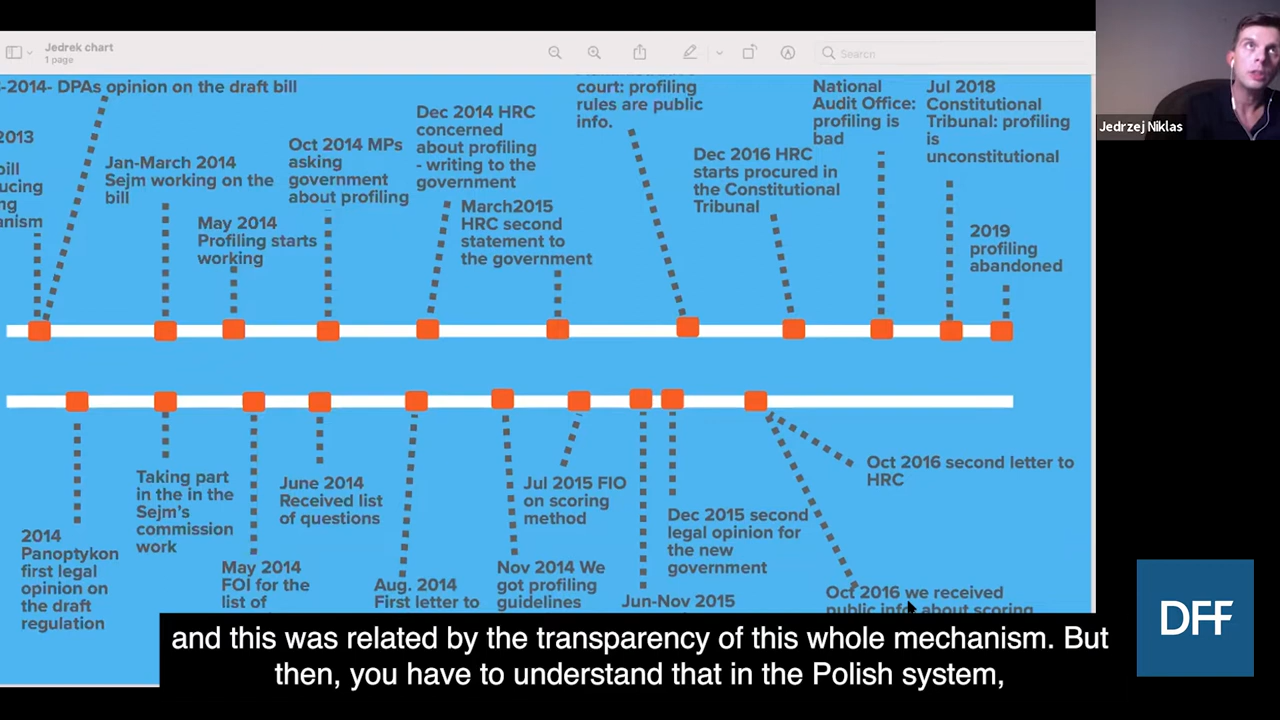 Jedrek chart
1 page
Search
Jedrzej Niklas
-2014- DPAs opinion on the draft bill
2013
bill
ucing
ng
anism
Jan-March 2014
Sejm working on the
bill
May 2014
Profiling starts
working
Oct 2014 MPs
asking
government
about profiling
Dec 2014 HRC
concerned
about profiling
- writing to the
government
March2015
HRC second
statement to
the government
court: profiling
rules are public
info.
Dec 2016 HRC
starts procured in
the Constitutional
Tribunal
National
Audit Office:
profiling is
bad
Jul 2018
Constitutional
Tribunal: profiling
is
unconstitutional
2019
profiling
abandoned
2014
Panoptykon
first legal
opinion on
the draft
regulation
Taking part
in the in the
Sejm's
commission
work
May 2014
FOI for the
list of
June 2014
Received list
of questions
Aug. 2014
First letter to
Nov 2014 We
got profiling
guidelines
Jul 2015 FIO
on scoring
method
Jun-Nov 2015
Dec 2015 second
legal opinion for
the new
government
Oct 2016 second letter to
HRC
Oct 2016 we received
public info about scoring
and this was related by the transparency of this whole mechanism. But
then, you have to understand that in the Polish system,
DFF